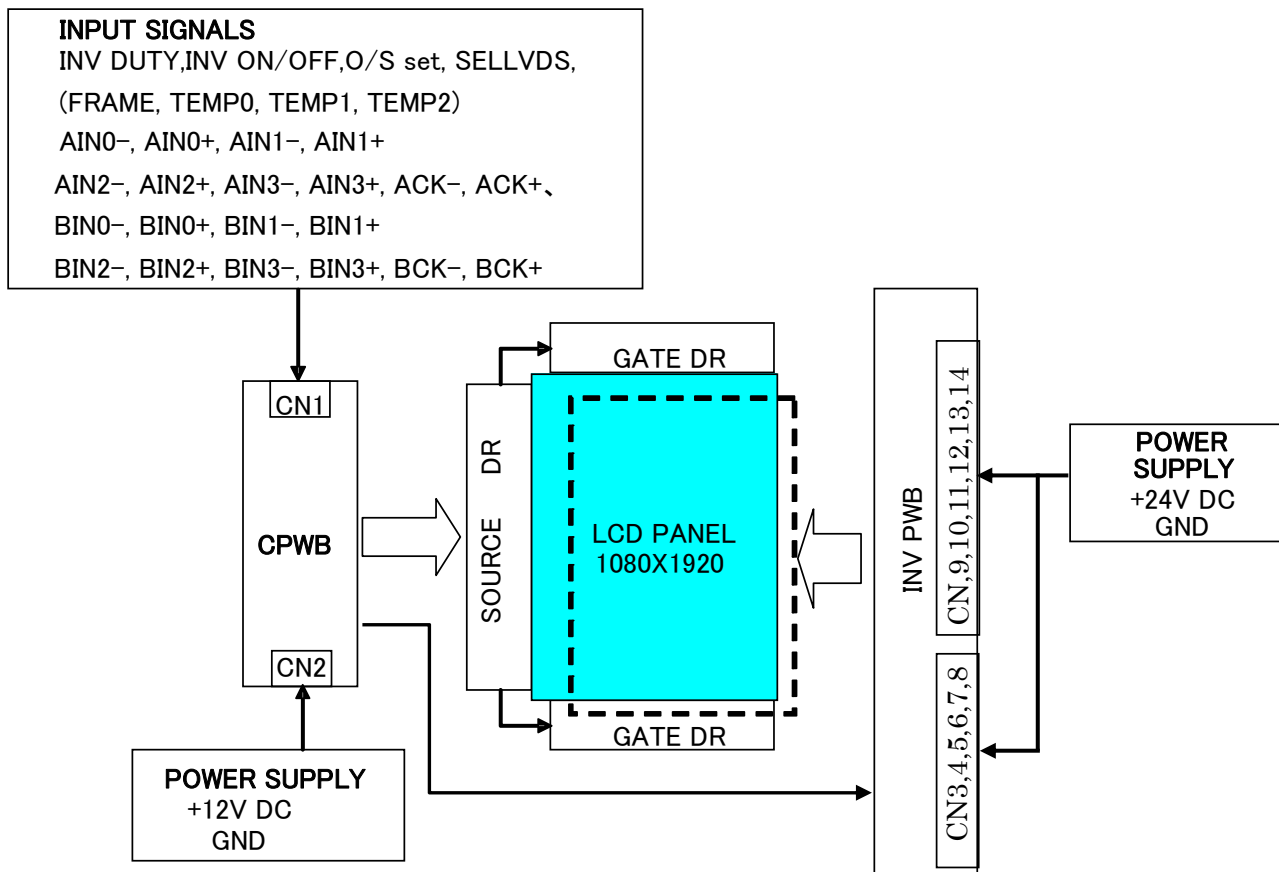 INPUT SIGNALS
INV DUTY,INV ON/OFF,O/S set, SELLVDS,
(FRAME, TEMP0, TEMP1, TEMP2)
AIN0−, AIN0+, AIN1−, AIN1+
AIN2−, AIN2+, AIN3−, AIN3+, ACK−, ACK+、
BIN0−, BIN0+, BIN1−, BIN1+
BIN2−, BIN2+, BIN3−, BIN3+, BCK−, BCK+
CN1
CPWB
CN2
POWER SUPPLY
+12V DC
GND
SOURCE DR
GATE DR
LCD PANEL
1080X1920
GATE DR
INV PWB
CN,9,10,11,12,13,14
CN3,4,5,6,7,8
POWER
SUPPLY
+24V DC
GND